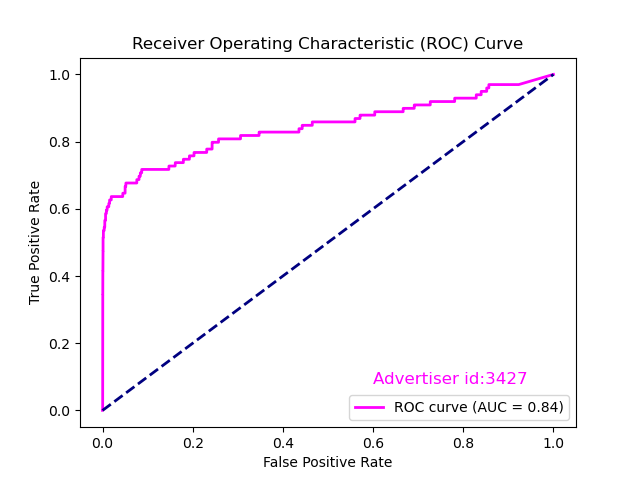 Receiver Operating Characteristic (ROC) Curve
1.0
0.8
0.6
0.4
0.2
0.0
True Positive Rate
Advertiser id:3427
ROC curve (AUC = 0.84)
0.0 0.2 0.4 0.6 0.8 1.0
False Positive Rate